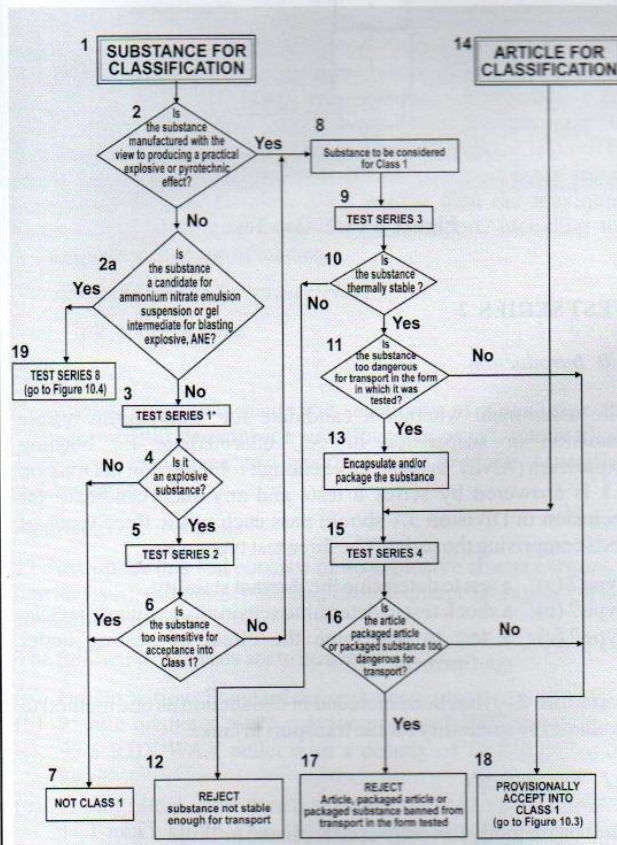 1
SUBSTANCE FOR
CLASSIFICATION
14
ARTICLE FOR
CLASSIFICATION
2
Is
the substance
manufactured with the
view to producing a practical
explosive or pyrotechnic
effect?
Yes
No
8
Substance to be considered
for Class 1
9
TEST SERIES 3
2a
Is
the substance
a candidate for
ammonium nitrate emulsion
suspension or gel
intermediate for blasting
explosive, ANE?
Yes
No
10
Is
the substance
thermally stable ?
No
Yes
19
TEST SERIES 8
(go to Figure 10.4)
11
Is
the substance
too dangerous
for transport in the form
in which it was
tested?
No
Yes
3
TEST SERIES 1*
13
Encapsulate and/or
package the substance
4
Is it
an explosive
substance?
No
Yes
5
TEST SERIES 2
15
TEST SERIES 4
6
Is
the substance
too insensitive for
acceptance into
Class 1?
Yes
No
16
Is
the article
packaged article
or packaged substance too
dangerous for
transport?
No
Yes
7
NOT CLASS 1
12
REJECT
substance not stable
enough for transport
17
REJECT
Article, packaged article or
packaged substance banned from
transport in the form tested
18
PROVISIONALLY
ACCEPT INTO
CLASS 1
(go to Figure 10.3)